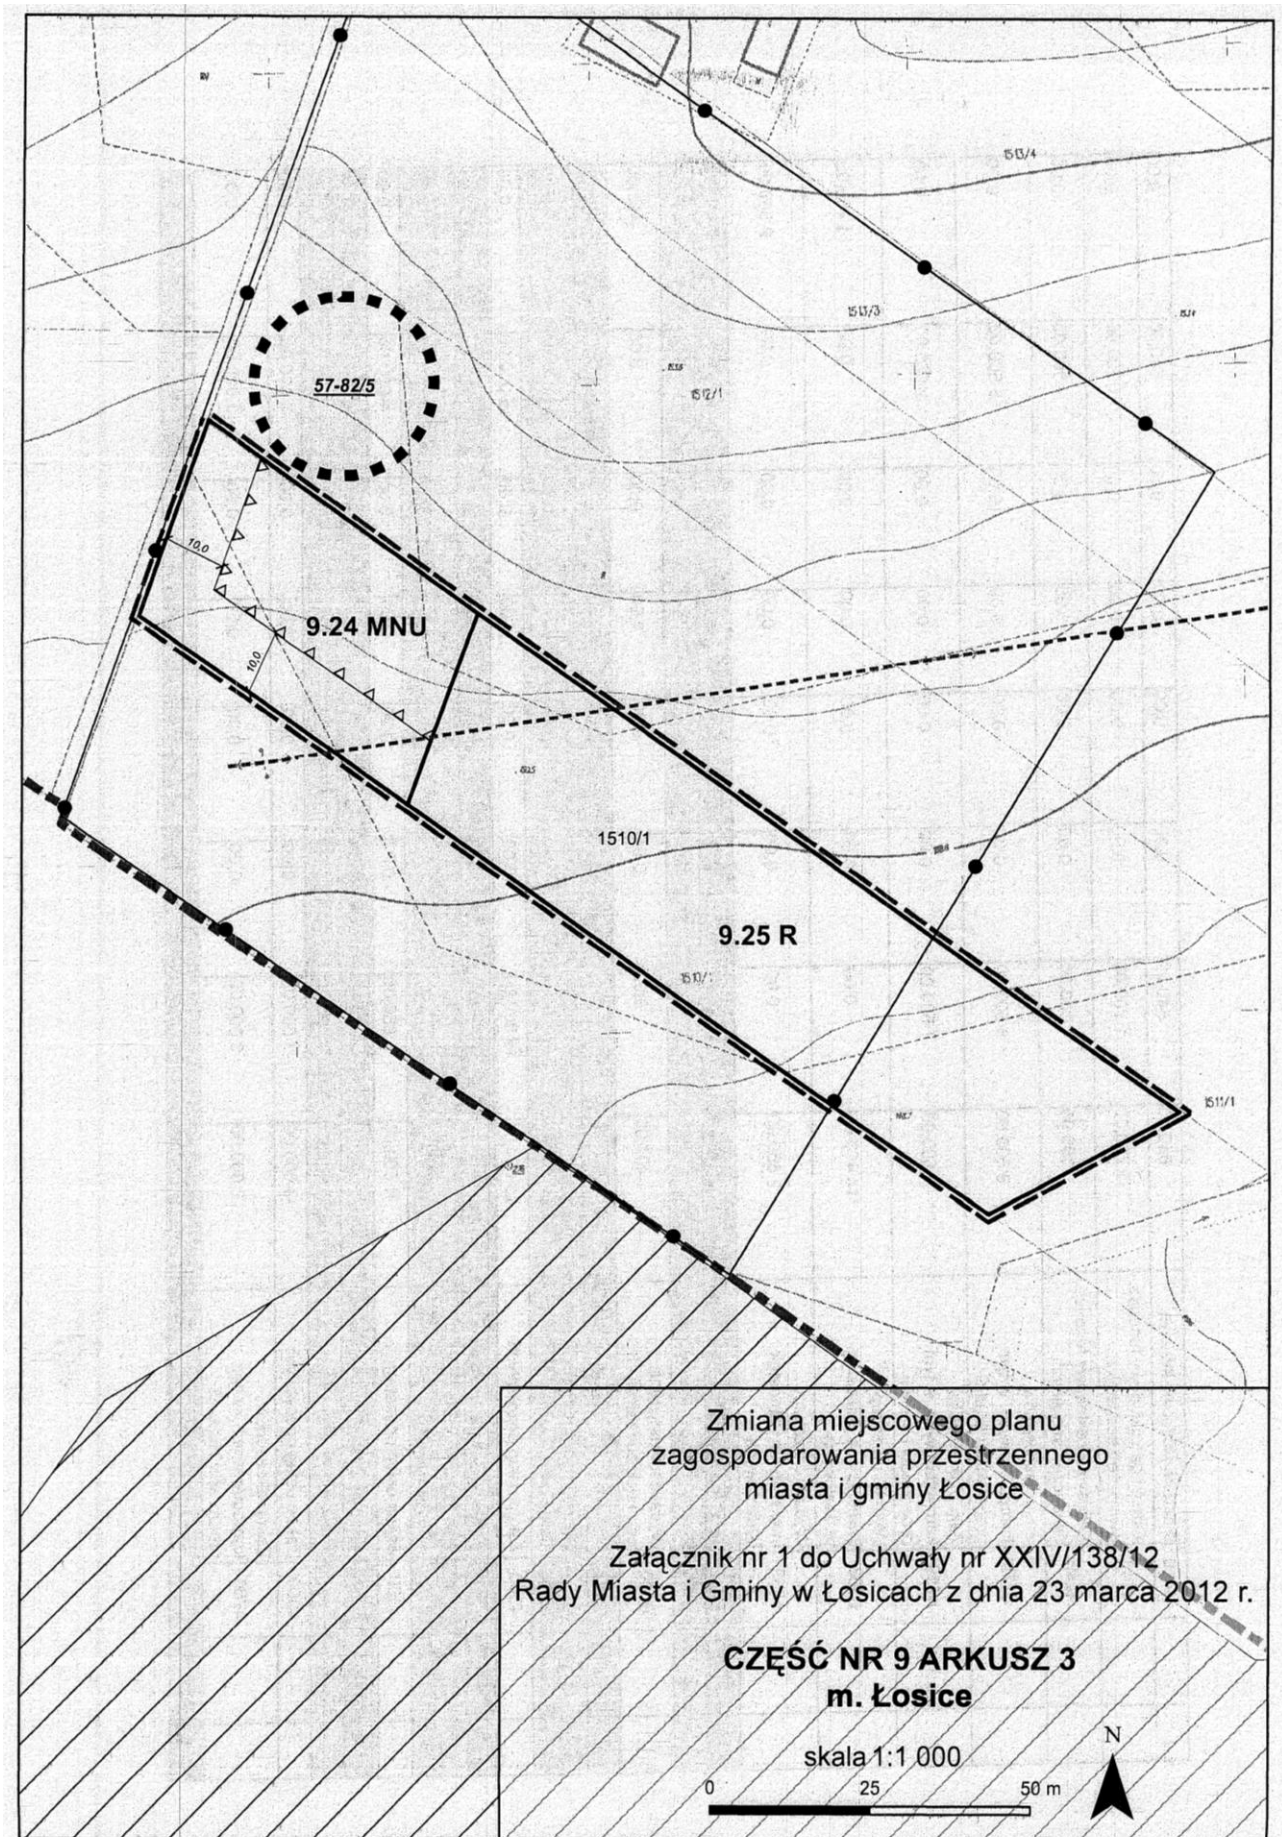 1513/4
1513/3
1512/1
57-82/5
10,0
9.24 MNU
10,0
1510/1
9.25 R
1510/
1511/1
Zmiana miejscowego planu
zagospodarowania przestrzennego
miasta i gminy Łosice
Załącznik nr 1 do Uchwały nr XXIV/138/12
Rady Miasta i Gminy w Łosicach z dnia 23 marca 2012 r.
CZĘŚĆ NR 9 ARKUSZ 3
m. Łosice
N
skala 1:1 000
0 25 50 m